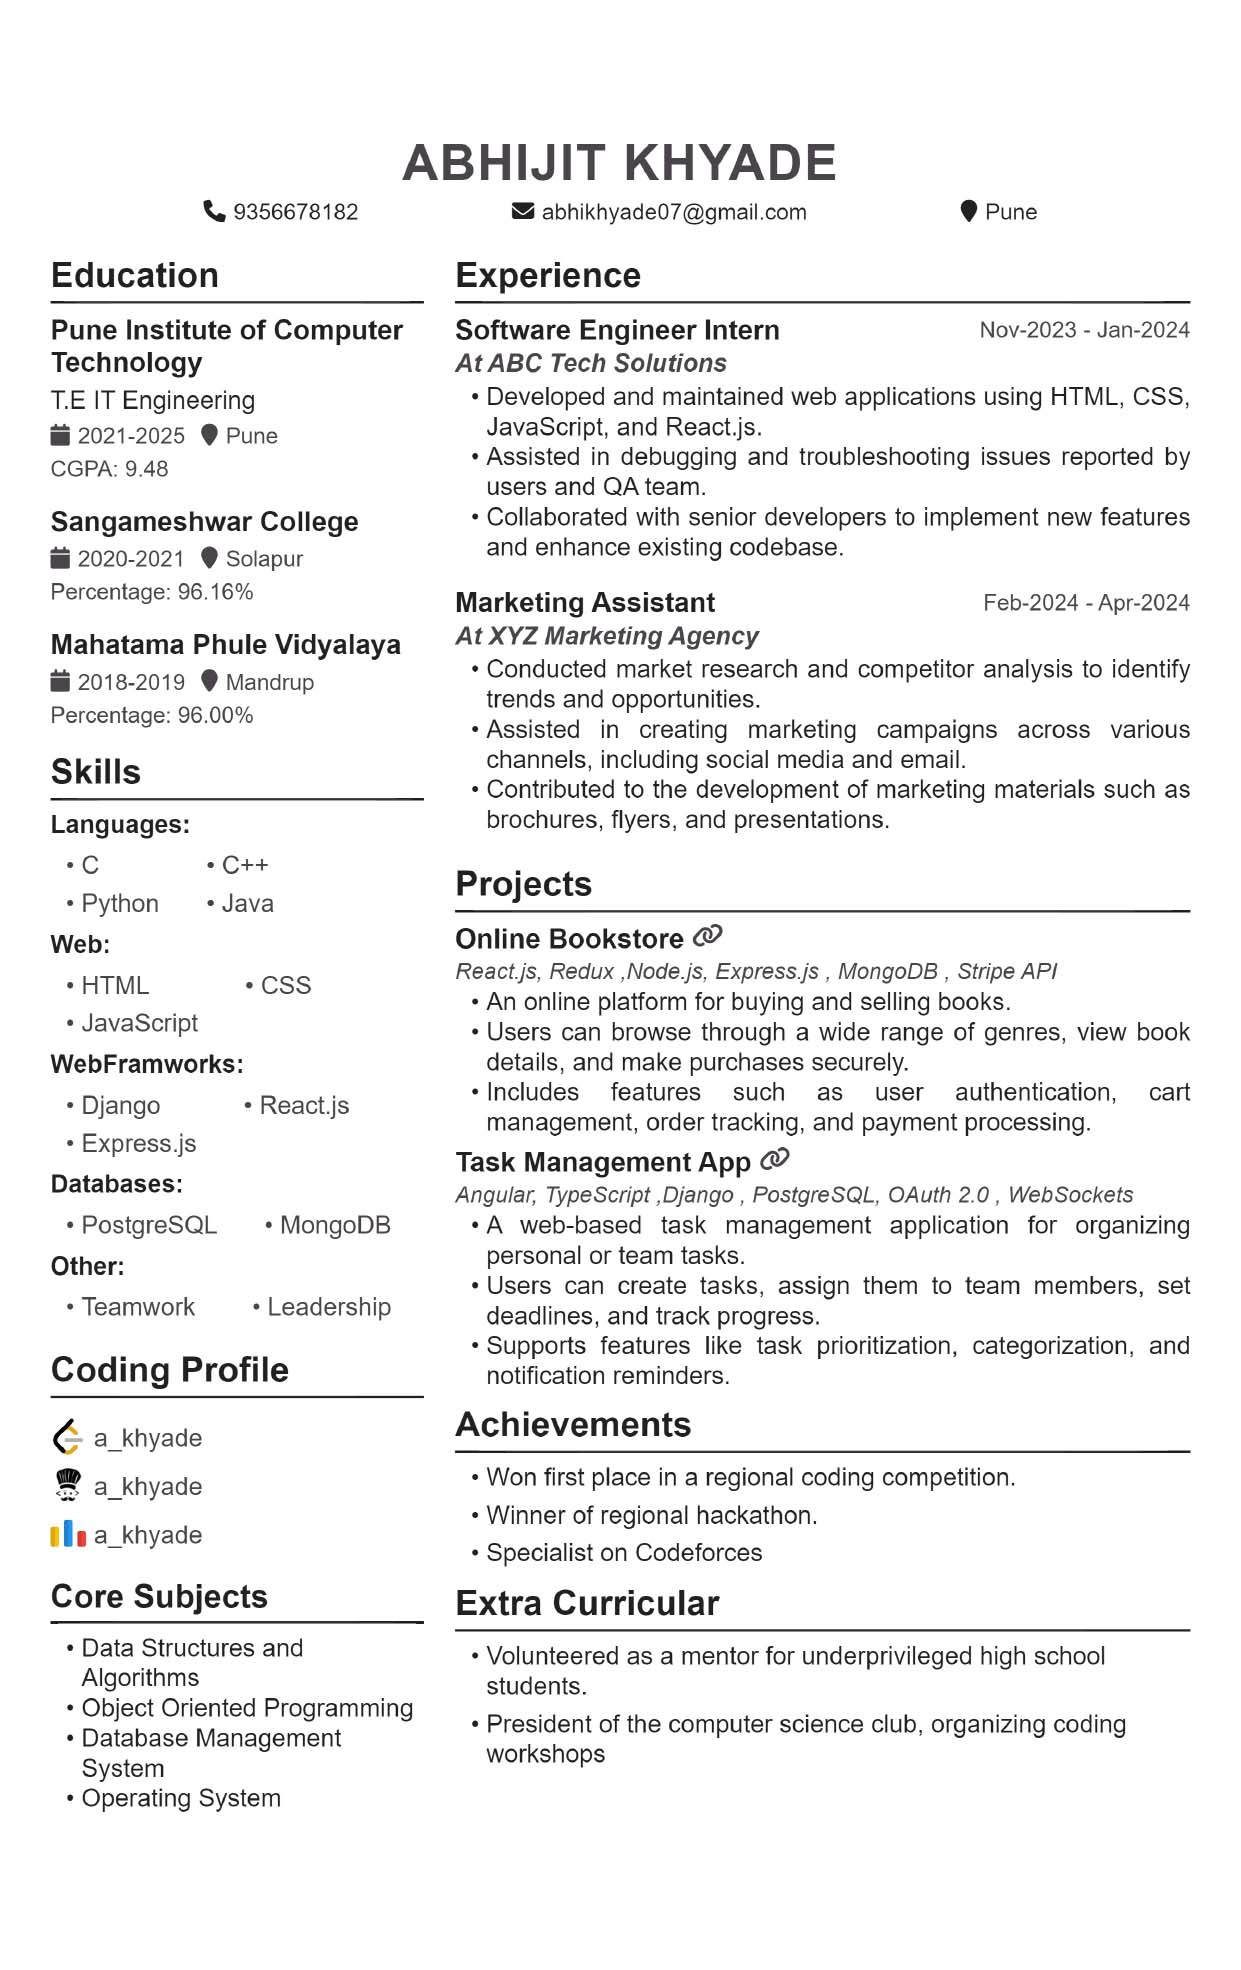 ABHIJIT KHYADE
9356678182 abhikhyade07@gmail.com Pune
Education
Pune Institute of Computer
Technology
T.E IT Engineering
2021-2025 Pune
CGPA: 9.48
Sangameshwar College
2020-2021 Solapur
Percentage: 96.16%
Mahatama Phule Vidyalaya
2018-2019 Mandrup
Percentage: 96.00%
Skills
Languages:
• C • C++
• Python • Java
Web:
• HTML • CSS
• JavaScript
WebFramworks:
• Django • React.js
• Express.js
Databases:
• PostgreSQL • MongoDB
Other:
• Teamwork • Leadership
Coding Profile
a_khyade
a_khyade
a_khyade
Core Subjects
• Data Structures and
Algorithms
• Object Oriented Programming
• Database Management
System
• Operating System
Experience
Software Engineer Intern Nov-2023 - Jan-2024
At ABC Tech Solutions
• Developed and maintained web applications using HTML, CSS,
JavaScript, and React.js.
• Assisted in debugging and troubleshooting issues reported by
users and QA team.
• Collaborated with senior developers to implement new features
and enhance existing codebase.
Marketing Assistant Feb-2024 - Apr-2024
At XYZ Marketing Agency
• Conducted market research and competitor analysis to identify
trends and opportunities.
• Assisted in creating marketing campaigns across various
channels, including social media and email.
• Contributed to the development of marketing materials such as
brochures, flyers, and presentations.
Projects
Online Bookstore
React.js, Redux ,Node.js, Express.js , MongoDB , Stripe API
• An online platform for buying and selling books.
• Users can browse through a wide range of genres, view book
details, and make purchases securely.
• Includes features such as user authentication, cart
management, order tracking, and payment processing.
Task Management App
Angular, TypeScript ,Django , PostgreSQL, OAuth 2.0 , WebSockets
• A web-based task management application for organizing
personal or team tasks.
• Users can create tasks, assign them to team members, set
deadlines, and track progress.
• Supports features like task prioritization, categorization, and
notification reminders.
Achievements
• Won first place in a regional coding competition.
• Winner of regional hackathon.
• Specialist on Codeforces
Extra Curricular
• Volunteered as a mentor for underprivileged high school
students.
• President of the computer science club, organizing coding
workshops